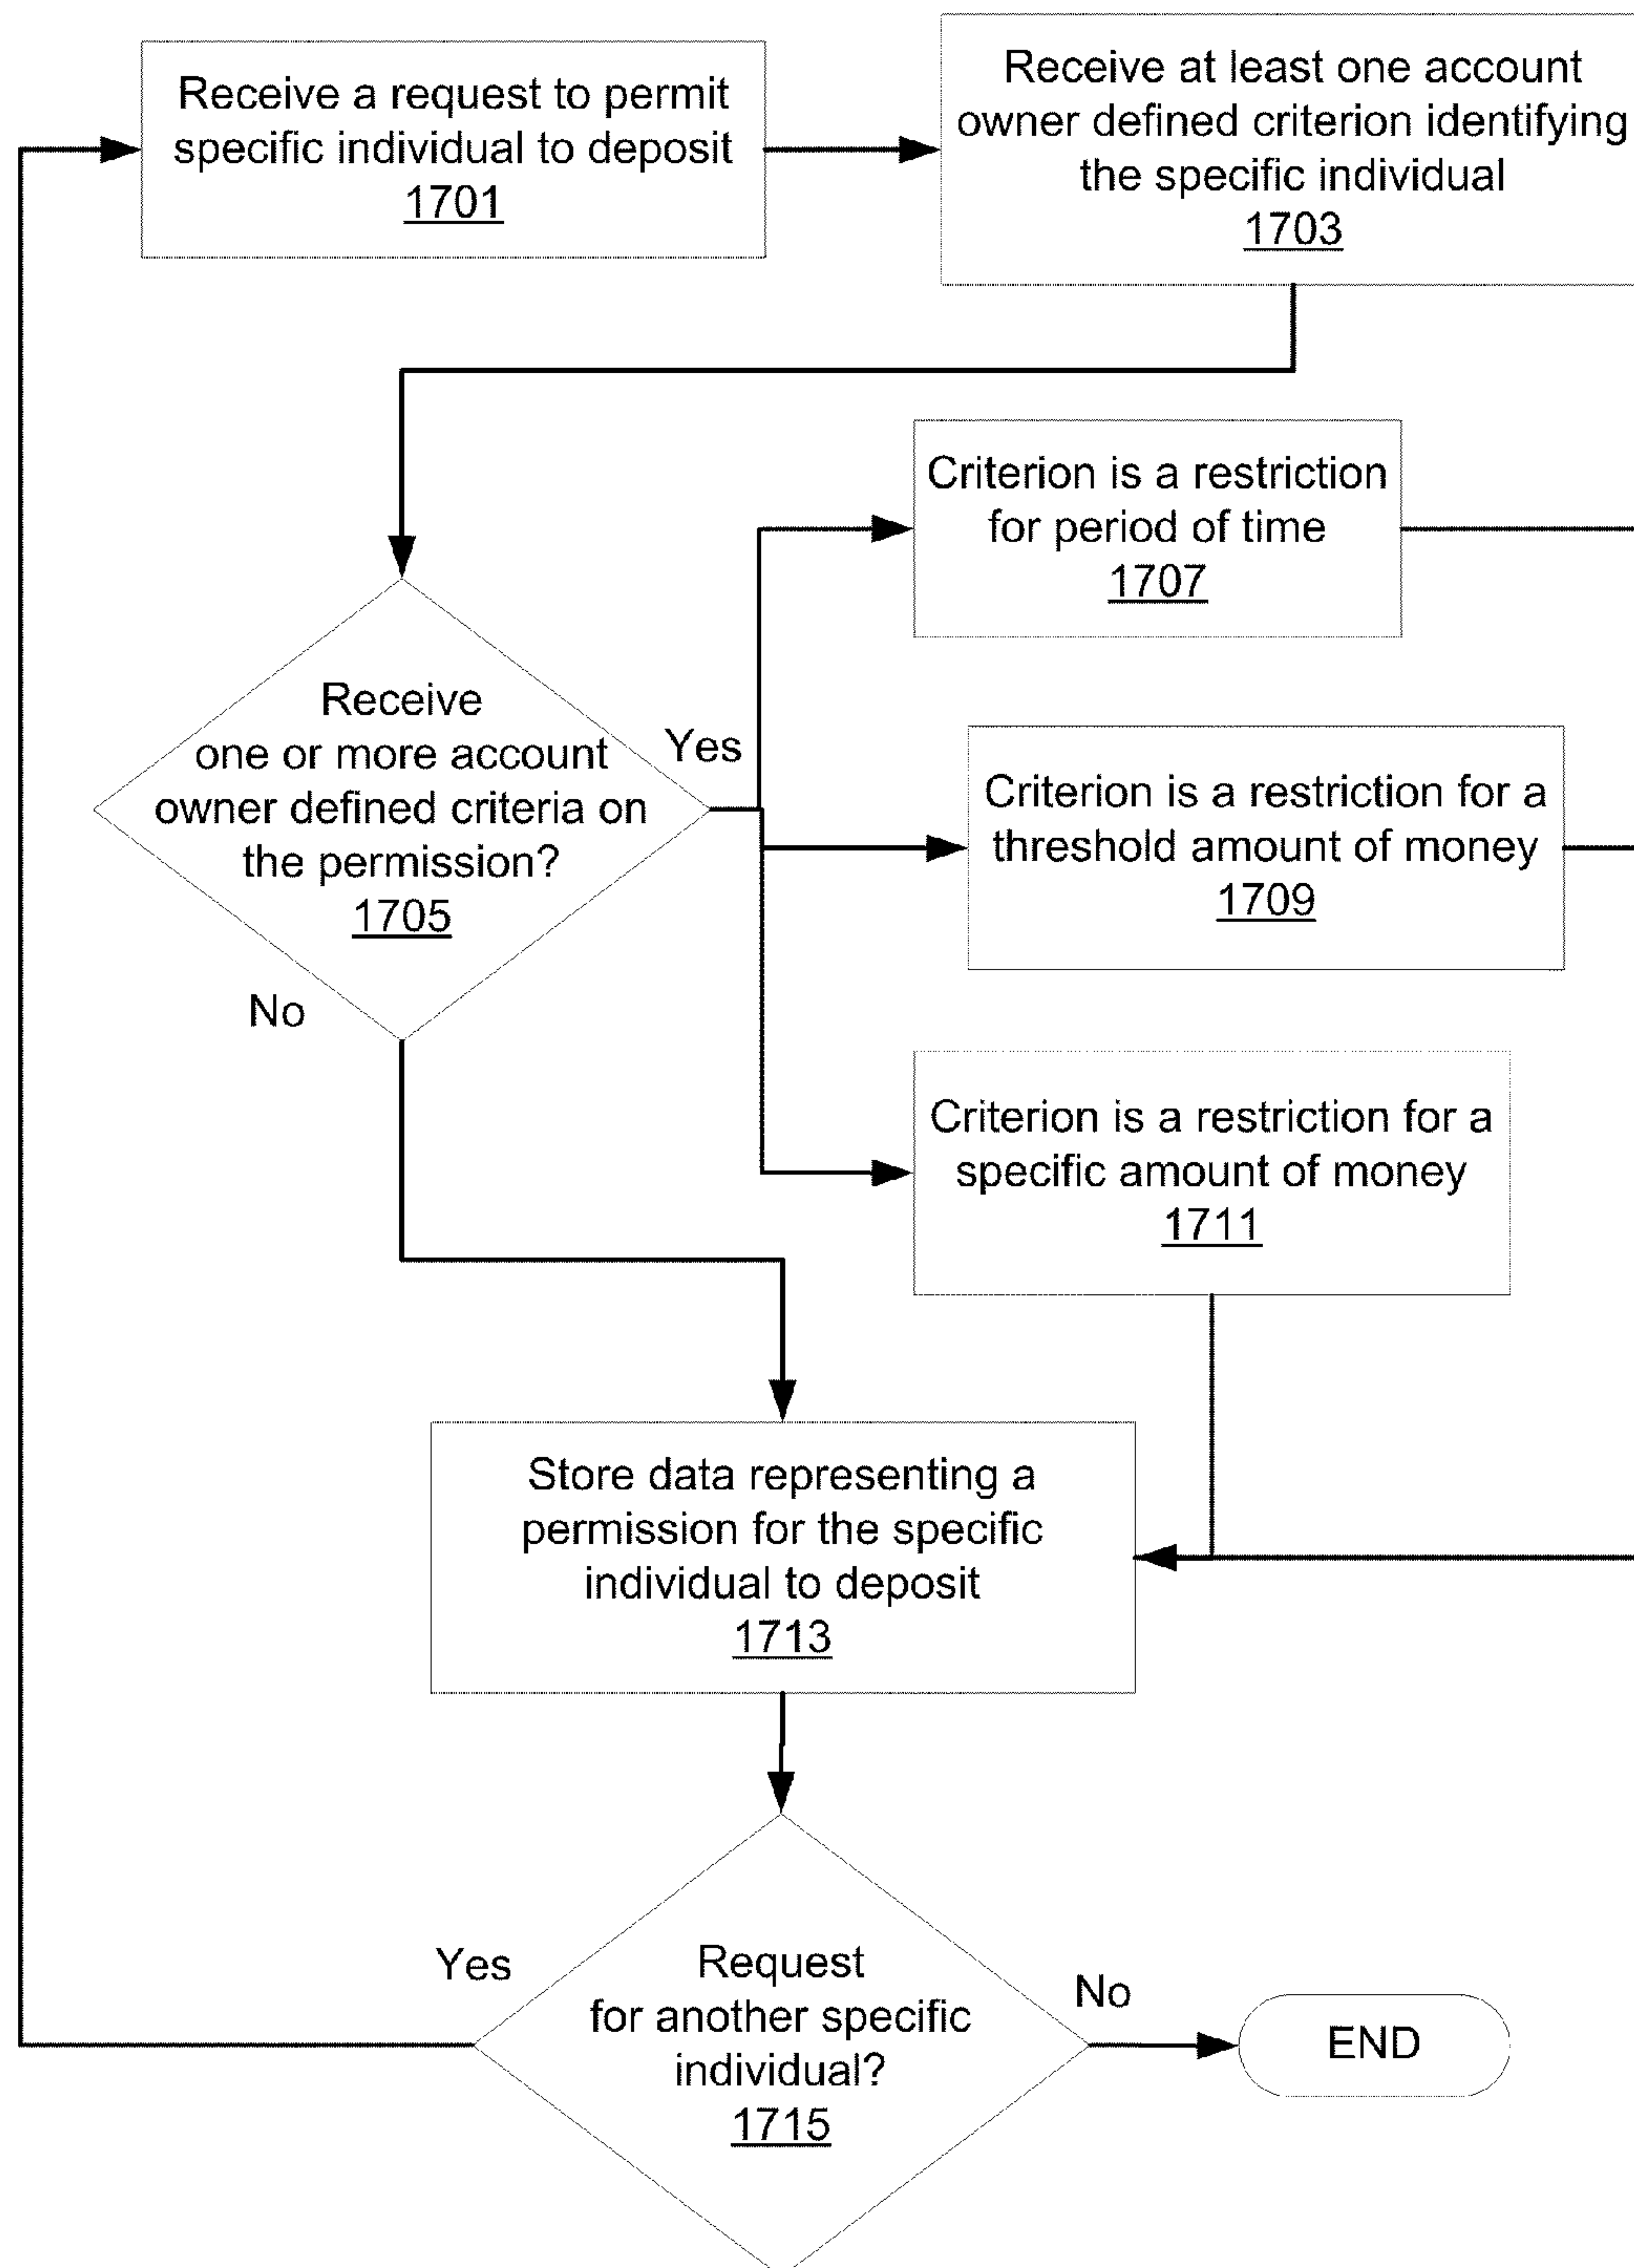 Receive a request to permit
specific individual to deposit
1701
Receive at least one account
owner defined criterion identifying
the specific individual
1703
Criterion is a restriction
for period of time
1707
Receive
one or more account
owner defined criteria on
the permission?
1705
Yes
No
Criterion is a restriction for a
threshold amount of money
1709
Criterion is a restriction for a
specific amount of money
1711
Store data representing a
permission for the specific
individual to deposit
1713
Request
for another specific
individual?
1715
Yes
No
END